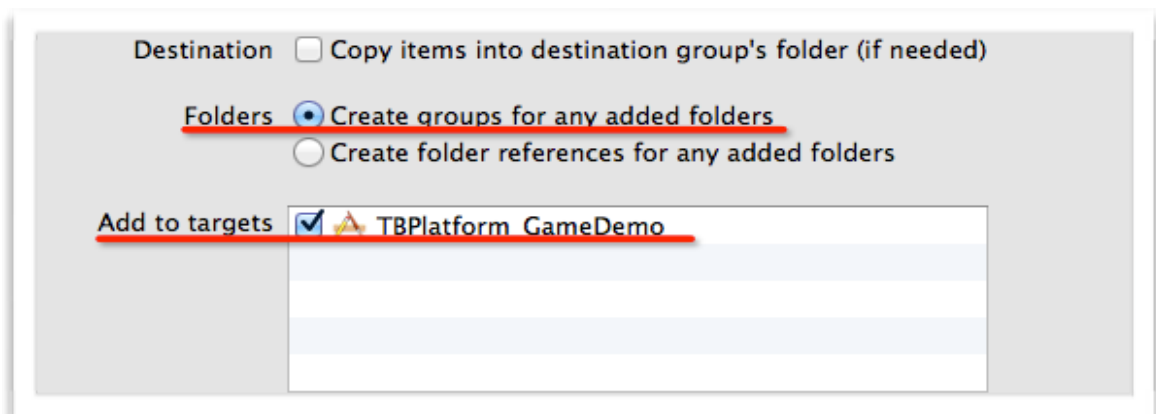 Destination Copy items into destination group's folder (if needed)
Folders Create groups for any added folders
Create folder references for any added folders
Add to targets TBPlatform_GameDemo